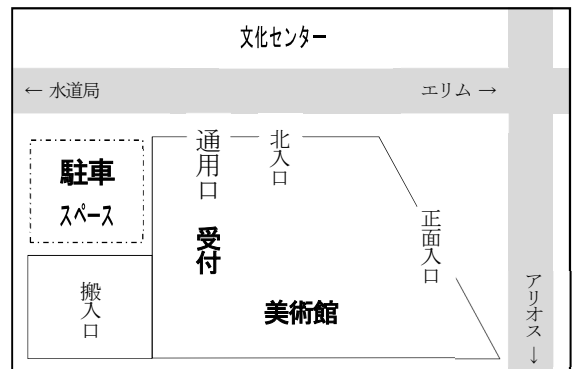 文化センター
← 水道局
エリム →
通用口
北入口
駐車
スペース
受付
正面入口
搬入口
美術館
アリオス →